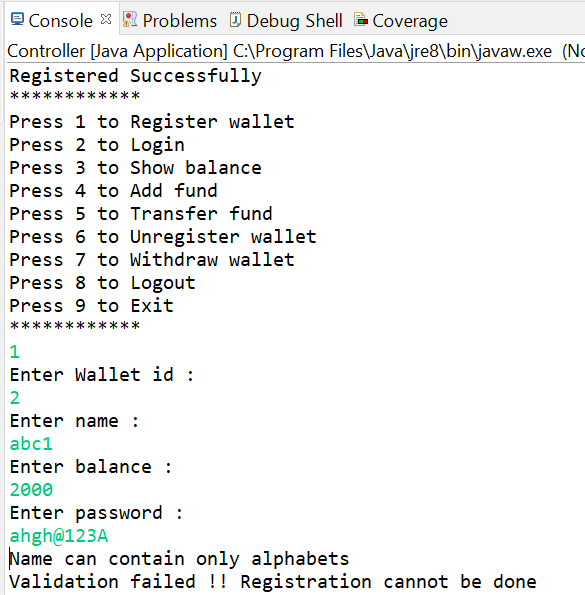 Console Problems Debug Shell Coverage
Controller [Java Application] C:\Program Files\Java\jre8\bin\javaw.exe (No
Registered Successfully
************
Press 1 to Register wallet
Press 2 to Login
Press 3 to Show balance
Press 4 to Add fund
Press 5 to Transfer fund
Press 6 to Unregister wallet
Press 7 to Withdraw wallet
Press 8 to Logout
Press 9 to Exit
************
1
Enter Wallet id :
2
Enter name :
abc1
Enter balance :
2000
Enter password :
ahgh@123A
Name can contain only alphabets
Validation failed !! Registration cannot be done